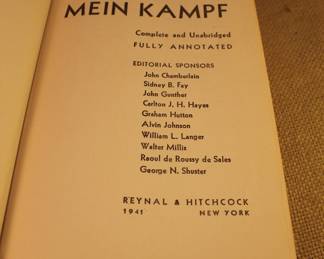 MEIN KAMPF
Complete and Unabridged
FULLY ANNOTATED
EDITORIAL SPONSORS
John Chamberlain
Sidney B. Fay
John Gunther
Carlton J. H. Hayes
Graham Hutton
Alvin Johnson
William L. Langer
Walter Millis
Raoul de Roussy de Sales
George N. Shuster
REYNAL & HITCHCOCK
1941 NEW YORK